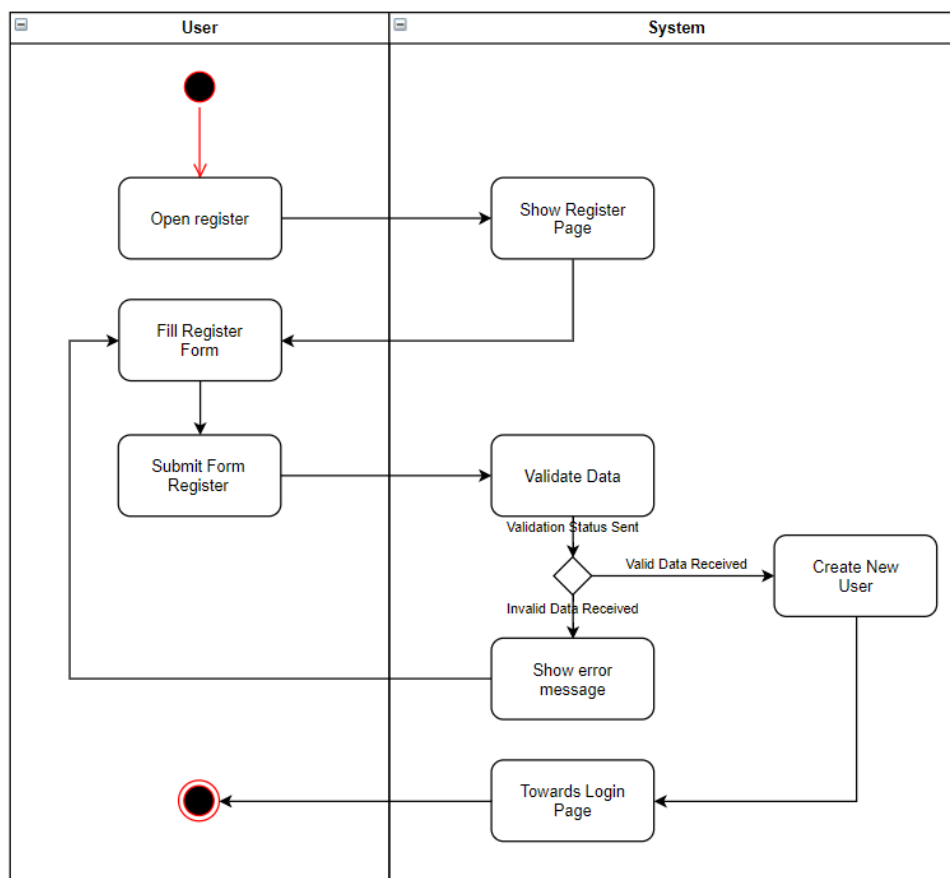 User
System
Open register
Show Register
Page
Fill Register
Form
Submit Form
Register
Validate Data
Validation Status Sent
Valid Data Received
Create New
User
Invalid Data Received
Show error
message
Towards Login
Page